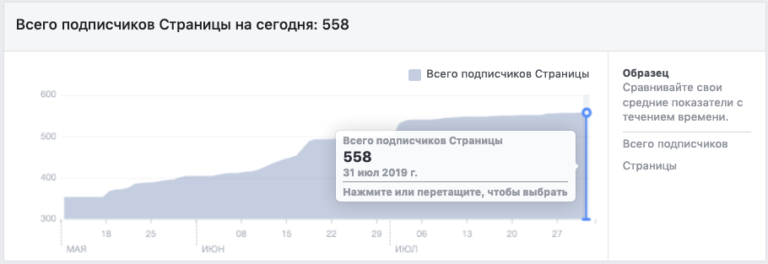 Всего подписчиков Страницы на сегодня: 558
Всего подписчиков Страницы
600
500
400
300
Всего подписчиков Страницы
558
31 июл 2019 г.
Нажмите или перетащите, чтобы выбрать
18
25
08
15
22
29
06
13
20
27
МАЯ
ИЮН
ИЮЛ
Образец
Сравнивайте свои
средние показатели с
течением времени.
Всего подписчиков
Страницы